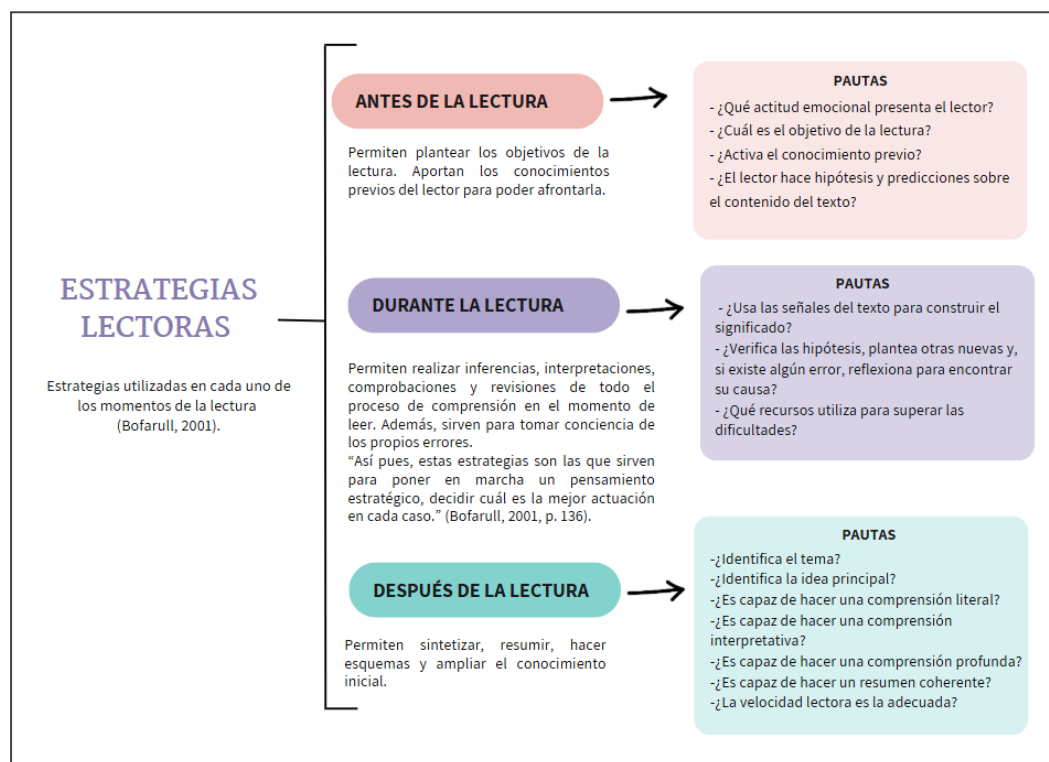 ESTRATEGIAS
LECTORAS
Estrategias utilizadas en cada uno de
los momentos de la lectura
(Bofarull, 2001).
ANTES DE LA LECTURA
Permiten plantear los objetivos de la
lectura. Aportan los conocimientos
previos del lector para poder afrontarla.
PAUTAS
- ¿Qué actitud emocional presenta el lector?
- ¿Cuál es el objetivo de la lectura?
- ¿Activa el conocimiento previo?
- ¿El lector hace hipótesis y predicciones sobre
el contenido del texto?
DURANTE LA LECTURA
Permiten realizar inferencias, interpretaciones,
comprobaciones y revisiones de todo el
proceso de comprensión en el momento de
leer. Además, sirven para tomar conciencia de
los propios errores.
“Así pues, estas estrategias son las que sirven
para poner en marcha un pensamiento
estratégico, decidir cuál es la mejor actuación
en cada caso.” (Bofarull, 2001, p. 136).
PAUTAS
- ¿Usa las señales del texto para construir el
significado?
- ¿Verifica las hipótesis, plantea otras nuevas y,
si existe algún error, reflexiona para encontrar
su causa?
- ¿Qué recursos utiliza para superar las
dificultades?
DESPUÉS DE LA LECTURA
Permiten sintetizar, resumir, hacer
esquemas y ampliar el conocimiento
inicial.
PAUTAS
-¿Identifica el tema?
-¿Identifica la idea principal?
-¿Es capaz de hacer una comprensión literal?
-¿Es capaz de hacer una comprensión
interpretativa?
-¿Es capaz de hacer una comprensión profunda?
-¿Es capaz de hacer un resumen coherente?
-¿La velocidad lectora es la adecuada?